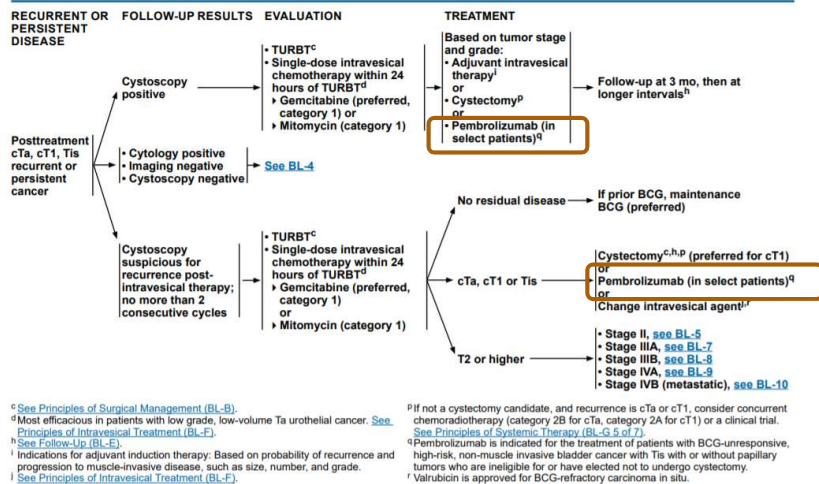 RECURRENT OR
PERSISTENT
DISEASE
FOLLOW-UP RESULTS
EVALUATION
TREATMENT
Posttreatment
cTa, cT1, Tis
recurrent or
persistent
cancer
Cystoscopy
positive
• TURBTᶜ
• Single-dose intravesical
chemotherapy within 24
hours of TURBTᵈ
▸ Gemcitabine (preferred,
category 1) or
▸ Mitomycin (category 1)
Based on tumor stage
and grade:
• Adjuvant intravesical
therapyⁱ
or
• Cystectomyᵖ
or
• Pembrolizumab (in
select patients)q
Follow-up at 3 mo, then at
longer intervalsʰ
• Cytology positive
• Imaging negative
• Cystoscopy negative
See BL-4
Cystoscopy
suspicious for
recurrence post-
intravesical therapy;
no more than 2
consecutive cycles
• TURBTᶜ
• Single-dose intravesical
chemotherapy within 24
hours of TURBTᵈ
▸ Gemcitabine (preferred,
category 1)
or
▸ Mitomycin (category 1)
No residual disease
If prior BCG, maintenance
BCG (preferred)
cTa, cT1 or Tis
Cystectomyᶜ,ʰ,ᵖ (preferred for cT1)
or
Pembrolizumab (in select patients)q
or
Change intravesical agentʲ,ʳ
T2 or higher
• Stage II, see BL-5
• Stage IIIA, see BL-7
• Stage IIIB, see BL-8
• Stage IVA, see BL-9
• Stage IVB (metastatic), see BL-10
ᶜ See Principles of Surgical Management (BL-B).
ᵈ Most efficacious in patients with low grade, low-volume Ta urothelial cancer. See
Principles of Intravesical Treatment (BL-F).
ʰ See Follow-Up (BL-E).
ⁱ Indications for adjuvant induction therapy: Based on probability of recurrence and
progression to muscle-invasive disease, such as size, number, and grade.
ʲ See Principles of Intravesical Treatment (BL-F).
ᵖ If not a cystectomy candidate, and recurrence is cTa or cT1, consider concurrent
chemoradiotherapy (category 2B for cTa, category 2A for cT1) or a clinical trial.
See Principles of Systemic Therapy (BL-G 5 of 7).
q Pembrolizumab is indicated for the treatment of patients with BCG-unresponsive,
high-risk, non-muscle invasive bladder cancer with Tis with or without papillary
tumors who are ineligible for or have elected not to undergo cystectomy.
ʳ Valrubicin is approved for BCG-refractory carcinoma in situ.